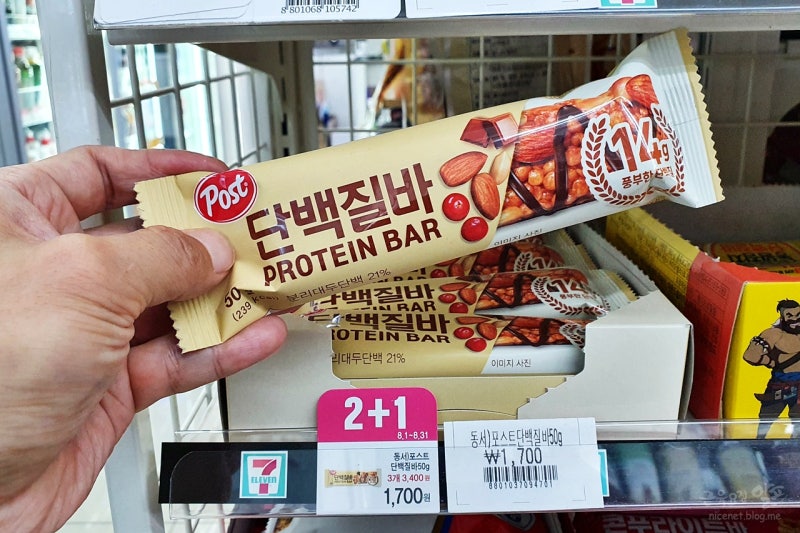 8801068 105742
7
ELEVEN
Post
단백질바
PROTEIN BAR
분리대두단백 21%
14g
풍부한 단백질
이미지 사진
단백질바
PROTEIN BAR
단백질바
PROTEIN BAR
리대두단백 21%
이미지 사진
2+1
8.1-8.31
동서)포스트
단백질바50g
3개 3,400원
1,700원
7
ELEVEN
동서)포스트단백질바50g
₩1,700
8801037094701
nicenet.blog.me